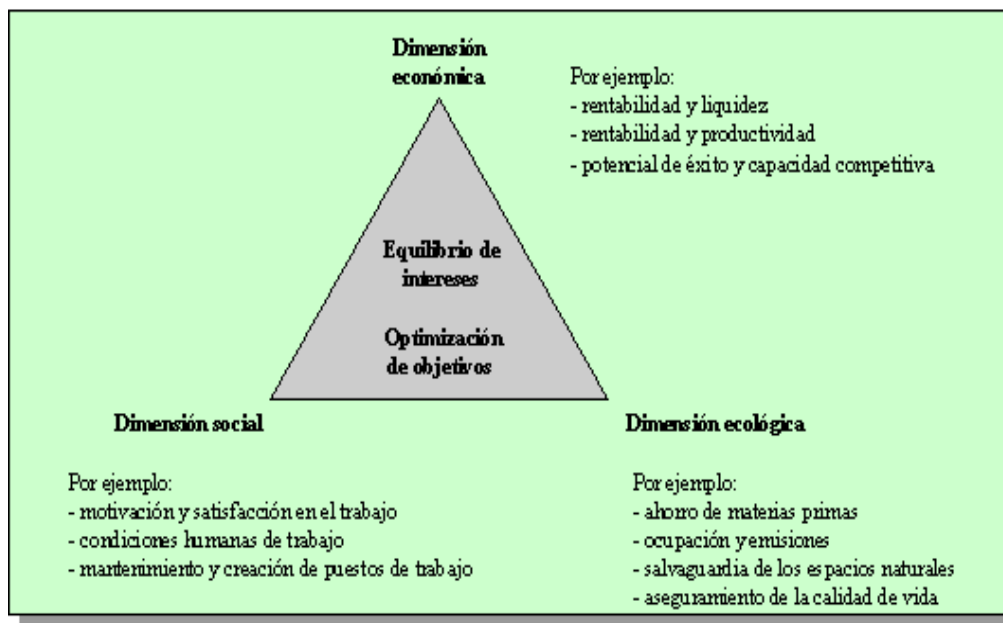 Dimensión
económica
Por ejemplo:
- rentabilidad y liquidez
- rentabilidad y productividad
- potencial de éxito y capacidad competitiva
Equilibrio de
intereses
Optimización
de objetivos
Dimensión social
Por ejemplo:
- motivación y satisfacción en el trabajo
- condiciones humanas de trabajo
- mantenimiento y creación de puestos de trabajo
Dimensión ecológica
Por ejemplo:
- ahorro de materias primas
- ocupación y emisiones
- salvaguardia de los espacios naturales
- aseguramiento de la calidad de vida